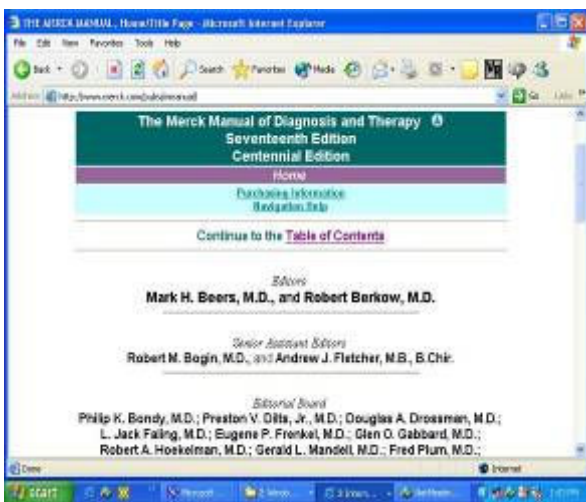 THE MERCK MANUAL, Home/Title Page - Microsoft Internet Explorer
File Edit View Favorites Tools Help
Back Search Favorites Media
Go
The Merck Manual of Diagnosis and Therapy
Seventeenth Edition
Centennial Edition
Home
Purchasing Information
Navigation Help
Continue to the Table of Contents
Editors
Mark H. Beers, M.D., and Robert Berkow, M.D.
Senior Assistant Editors
Robert M. Bogin, M.D., and Andrew J. Fletcher, M.B., B.Chir.
Editorial Board
Philip K. Bondy, M.D.; Preston V. Dilts, Jr., M.D.; Douglas A. Drossman, M.D.;
L. Jack Faling, M.D.; Eugene P. Frenkel, M.D.; Glen O. Gabbard, M.D.;
Robert A. Hoekelman, M.D.; Gerald L. Mandell, M.D.; Fred Plum, M.D.;
Done Internet
start